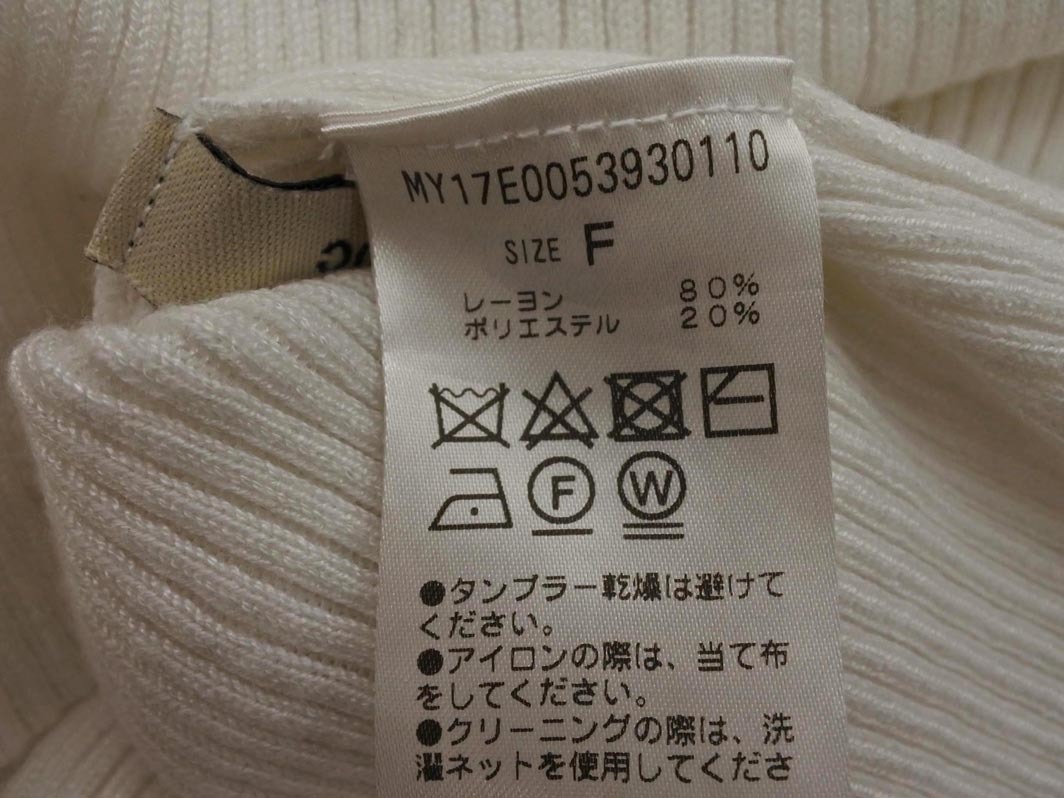 MY17E0053930110
SIZE F
レーヨン 80%
ポリエステル 20%
F W
●タンブラー乾燥は避けて
ください。
●アイロンの際は、当て布
をしてください。
●クリーニングの際は、洗
濯ネットを使用してくださ